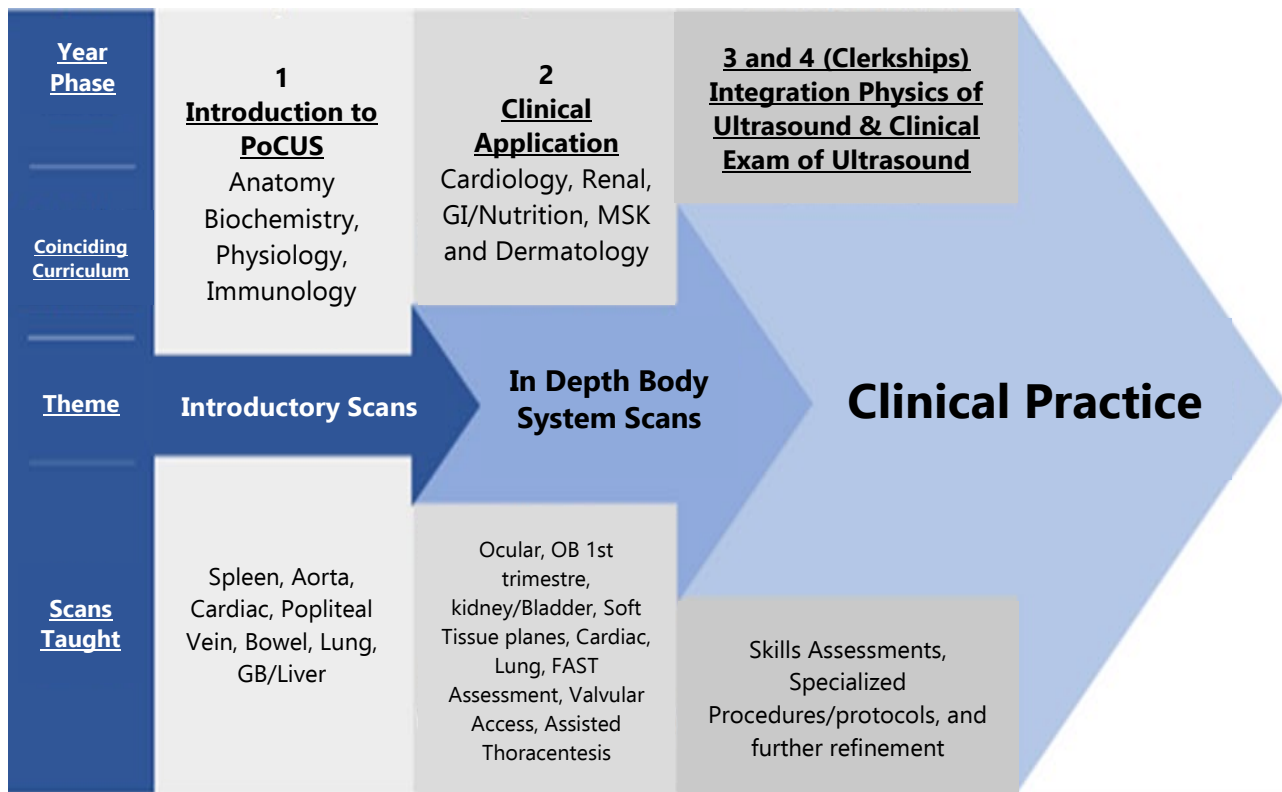 Year
Phase
1
Introduction to
PoCUS
Anatomy
Biochemistry,
Physiology,
Immunology
2
Clinical
Application
Cardiology, Renal,
GI/Nutrition, MSK
and Dermatology
3 and 4 (Clerkships)
Integration Physics of
Ultrasound & Clinical
Exam of Ultrasound
Coinciding
Curriculum
Theme
Introductory Scans
In Depth Body
System Scans
Clinical Practice
Scans
Taught
Spleen, Aorta,
Cardiac, Popliteal
Vein, Bowel, Lung,
GB/Liver
Ocular, OB 1st
trimestre,
kidney/Bladder, Soft
Tissue planes, Cardiac,
Lung, FAST
Assessment, Valvular
Access, Assisted
Thoracentesis
Skills Assessments,
Specialized
Procedures/protocols, and
further refinement